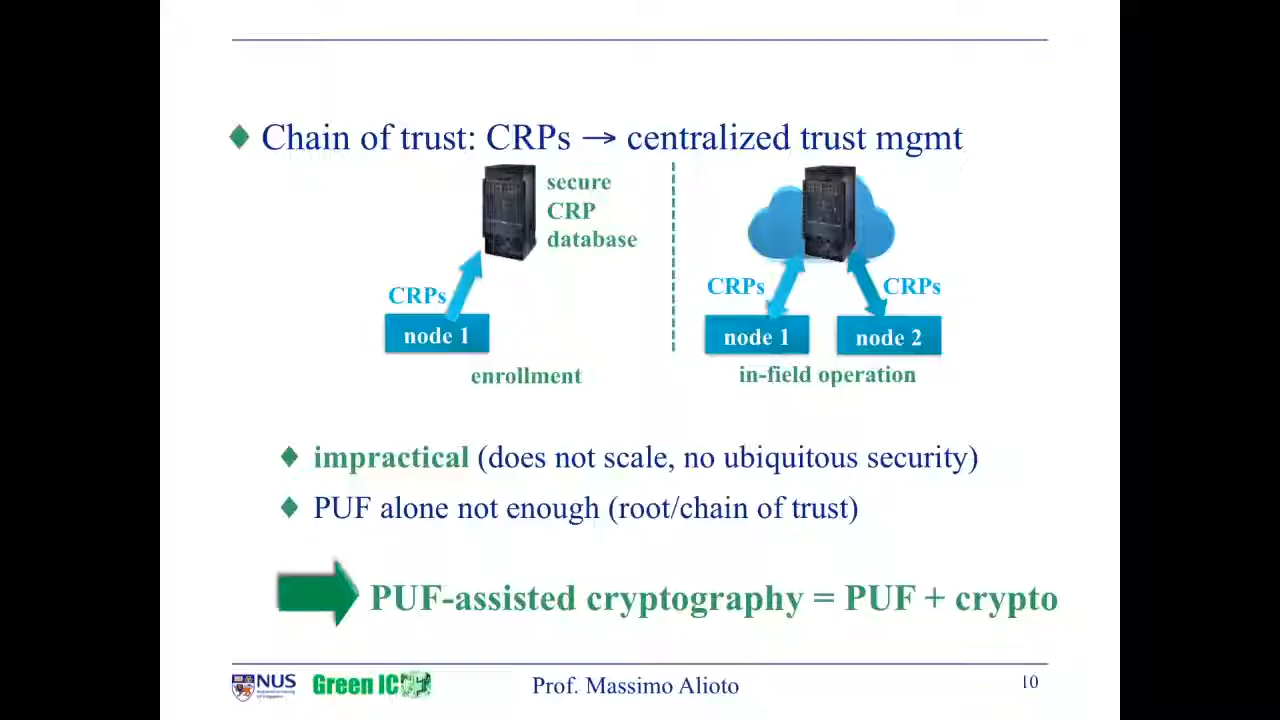 Chain of trust: CRPs → centralized trust mgmt
secure
CRP
database
CRPs
node 1
enrollment
CRPs
CRPs
node 1
node 2
in-field operation
impractical (does not scale, no ubiquitous security)
PUF alone not enough (root/chain of trust)
PUF-assisted cryptography = PUF + crypto
NUS
Green IC
Prof. Massimo Alioto
10